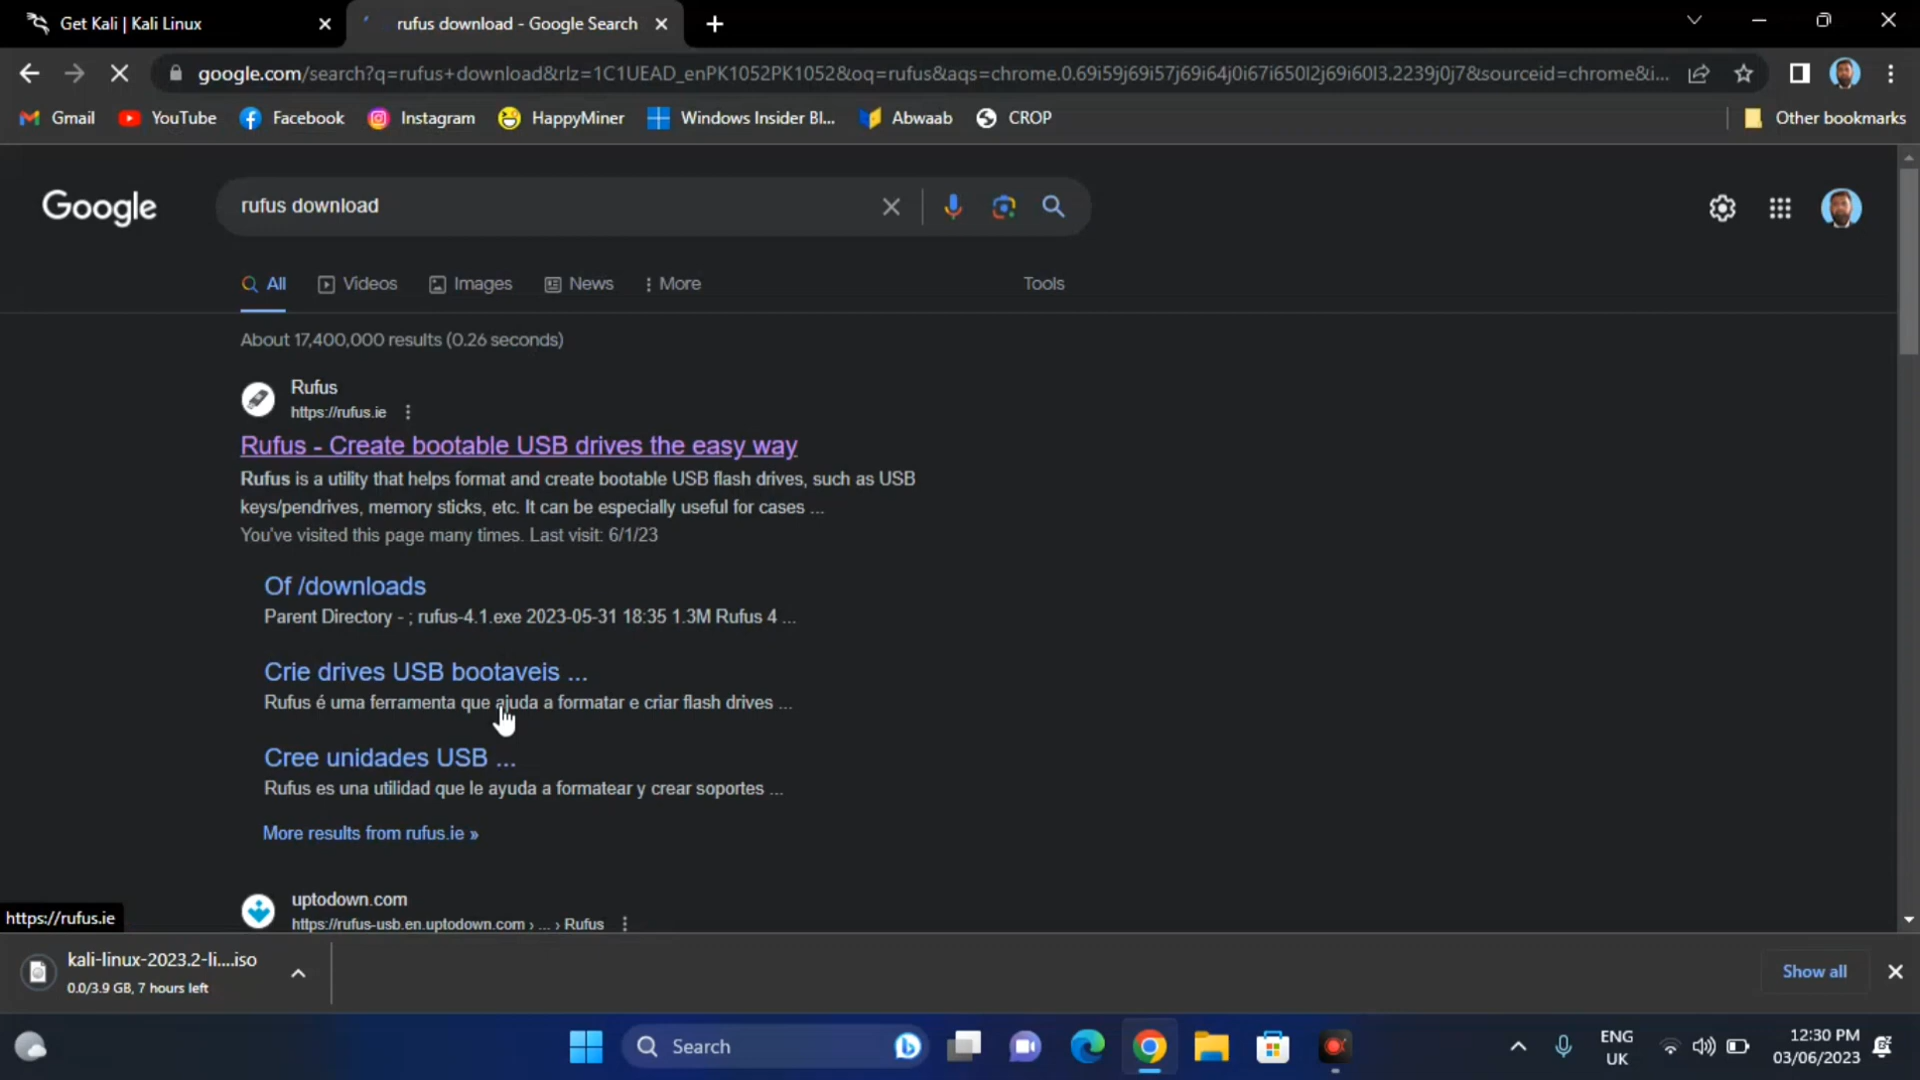 Get Kali | Kali Linux
rufus download - Google Search
google.com/search?q=rufus+download&rlz=1C1UEAD_enPK1052PK1052&oq=rufus&aqs=chrome.0.69i59j69i57j69i64j0i67i650l2j69i60l3.2239j0j7&sourceid=chrome&i...
Gmail
YouTube
Facebook
Instagram
HappyMiner
Windows Insider Bl...
Abwaab
CROP
Other bookmarks
Google
rufus download
All
Videos
Images
News
More
Tools
About 17,400,000 results (0.26 seconds)
Rufus
https://rufus.ie
Rufus - Create bootable USB drives the easy way
Rufus is a utility that helps format and create bootable USB flash drives, such as USB
keys/pendrives, memory sticks, etc. It can be especially useful for cases ...
You've visited this page many times. Last visit: 6/1/23
Of /downloads
Parent Directory - ; rufus-4.1.exe 2023-05-31 18:35 1.3M Rufus 4 ...
Crie drives USB bootaveis ...
Rufus é uma ferramenta que ajuda a formatar e criar flash drives ...
Cree unidades USB ...
Rufus es una utilidad que le ayuda a formatear y crear soportes ...
More results from rufus.ie »
uptodown.com
https://rufus-usb.en.uptodown.com › ... › Rufus
https://rufus.ie
kali-linux-2023.2-li....iso
0.0/3.9 GB, 7 hours left
Show all
Search
ENG
UK
12:30 PM
03/06/2023